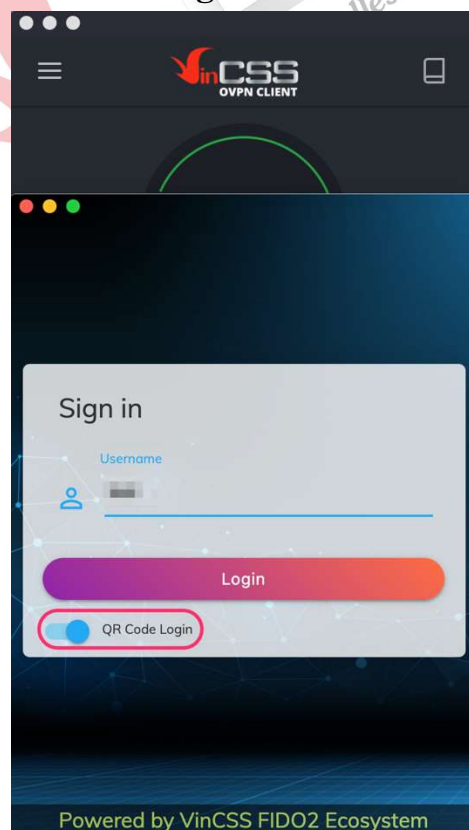 VinCSS
OVPN CLIENT
Sign in
Username
Login
QR Code Login
Powered by VinCSS FIDO2 Ecosystem